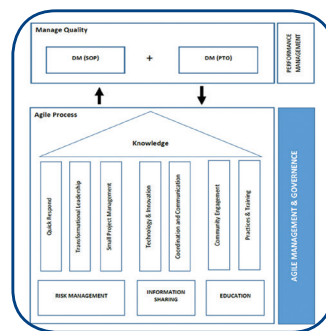 Manage Quality
DM (SOP)
+
DM (PTO)
PERFORMANCE
MANAGEMENT
Agile Process
Knowledge
Quick Respond
Transformational Leadership
Small Project Management
Technology & Innovation
Coordination and Communication
Community Engagement
Practices & Training
RISK MANAGEMENT
INFORMATION
SHARING
EDUCATION
AGILE MANAGEMENT & GOVERNENCE